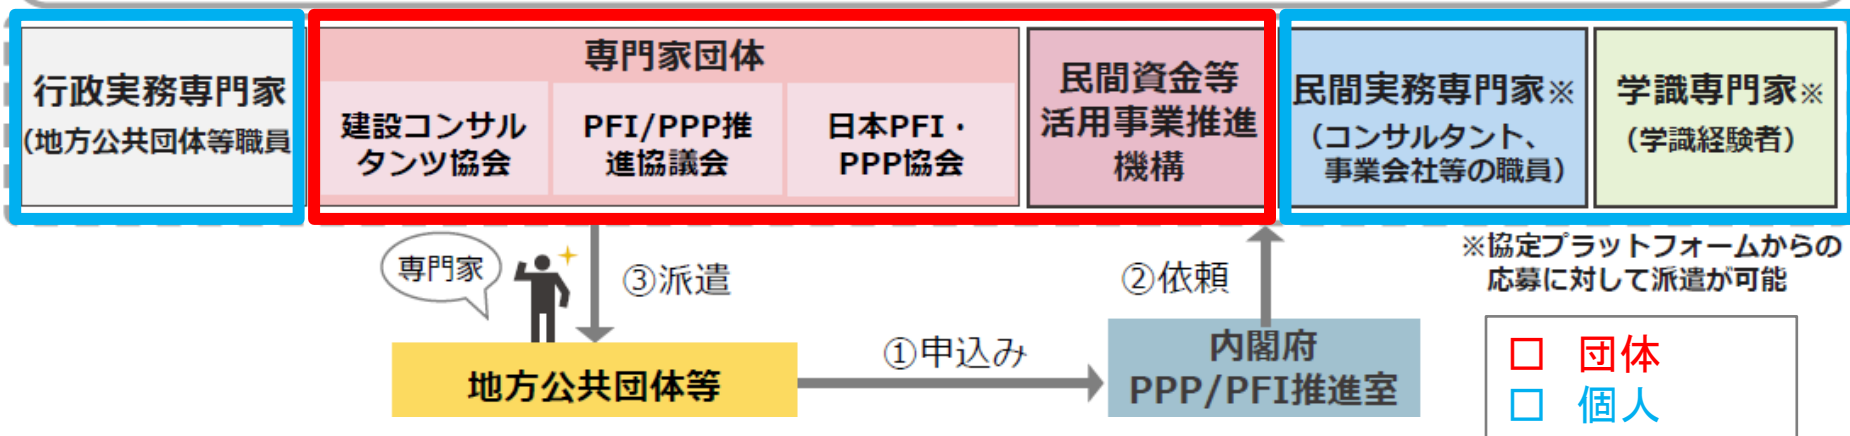 行政実務専門家
（地方公共団体等職員
専門家団体
建設コンサル
タンツ協会
PFI/PPP推
進協議会
日本PFI・
PPP協会
民間資金等
活用事業推進
機構
民間実務専門家※
（コンサルタント、
事業会社等の職員）
学識専門家※
（学識経験者）
※協定プラットフォームからの
応募に対して派遣が可能
専門家
③派遣
②依頼
地方公共団体等
①申込み
内閣府
PPP/PFI推進室
□ 団体
□ 個人